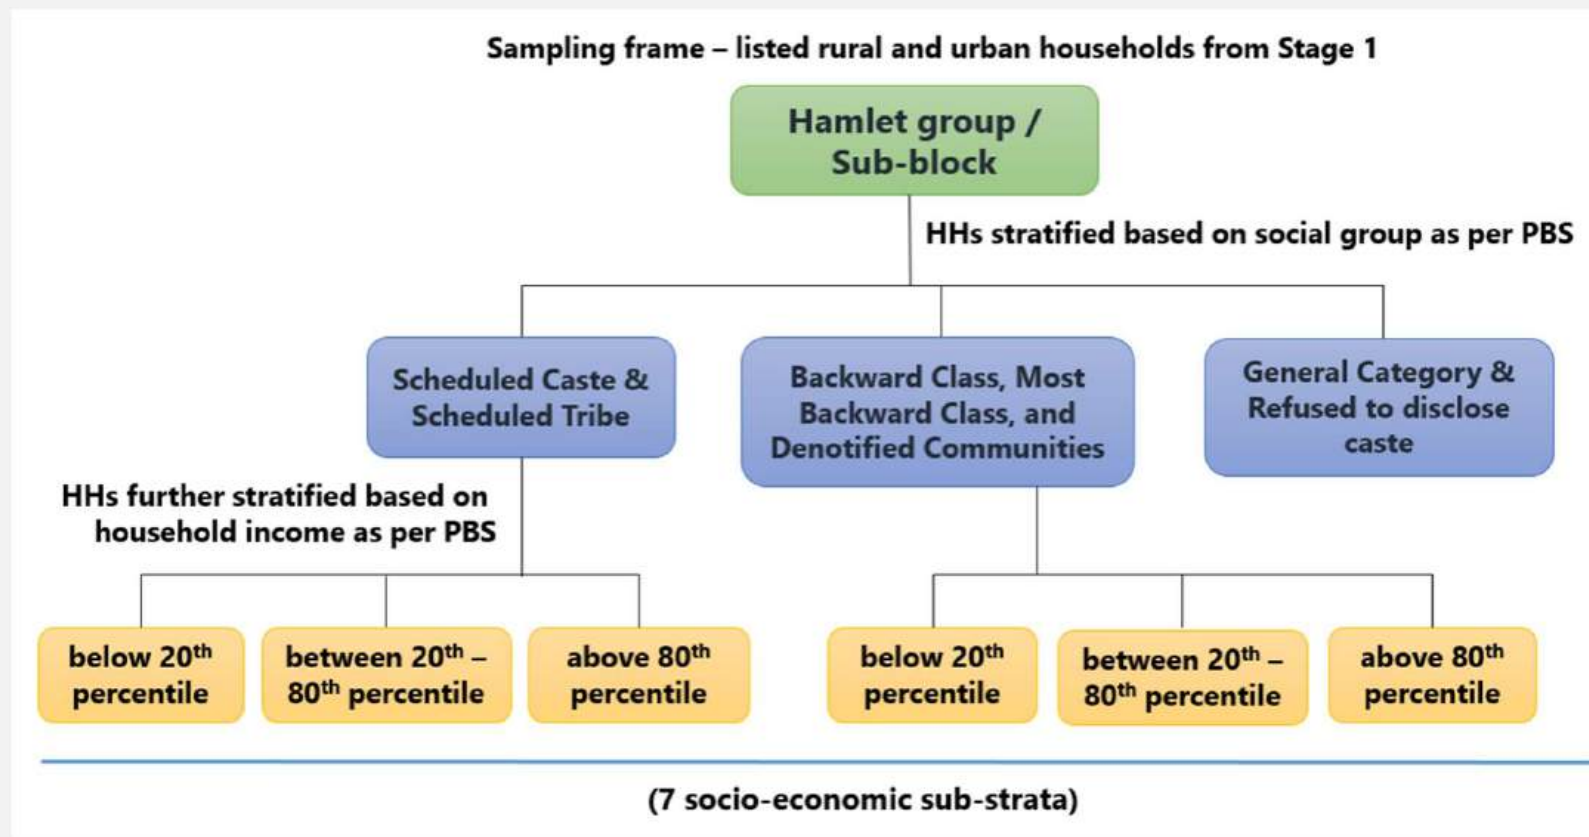 Sampling frame – listed rural and urban households from Stage 1
Hamlet group /
Sub-block
HHs stratified based on social group as per PBS
Scheduled Caste &
Scheduled Tribe
Backward Class, Most
Backward Class, and
Denotified Communities
General Category &
Refused to disclose
caste
HHs further stratified based on
household income as per PBS
below 20th
percentile
between 20th –
80th percentile
above 80th
percentile
below 20th
percentile
between 20th –
80th percentile
above 80th
percentile
(7 socio-economic sub-strata)